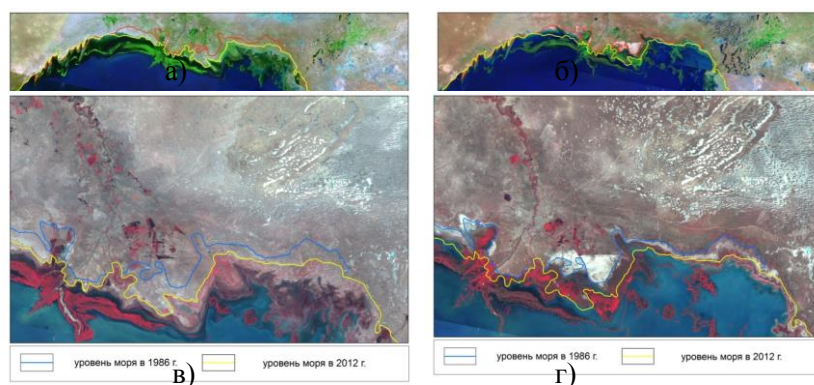 а)
б)
уровень моря в 1986 г.
уровень моря в 2012 г.
уровень моря в 1986 г.
уровень моря в 2012 г.
в)
г)